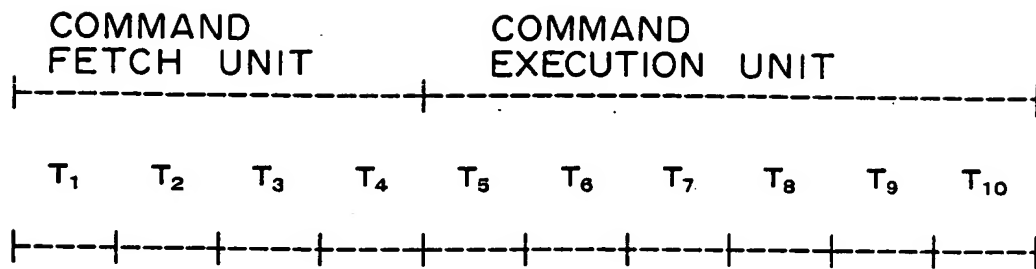 COMMAND FETCH UNIT
COMMAND EXECUTION UNIT
T1 T2 T3 T4 T5 T6 T7 T8 T9 T10